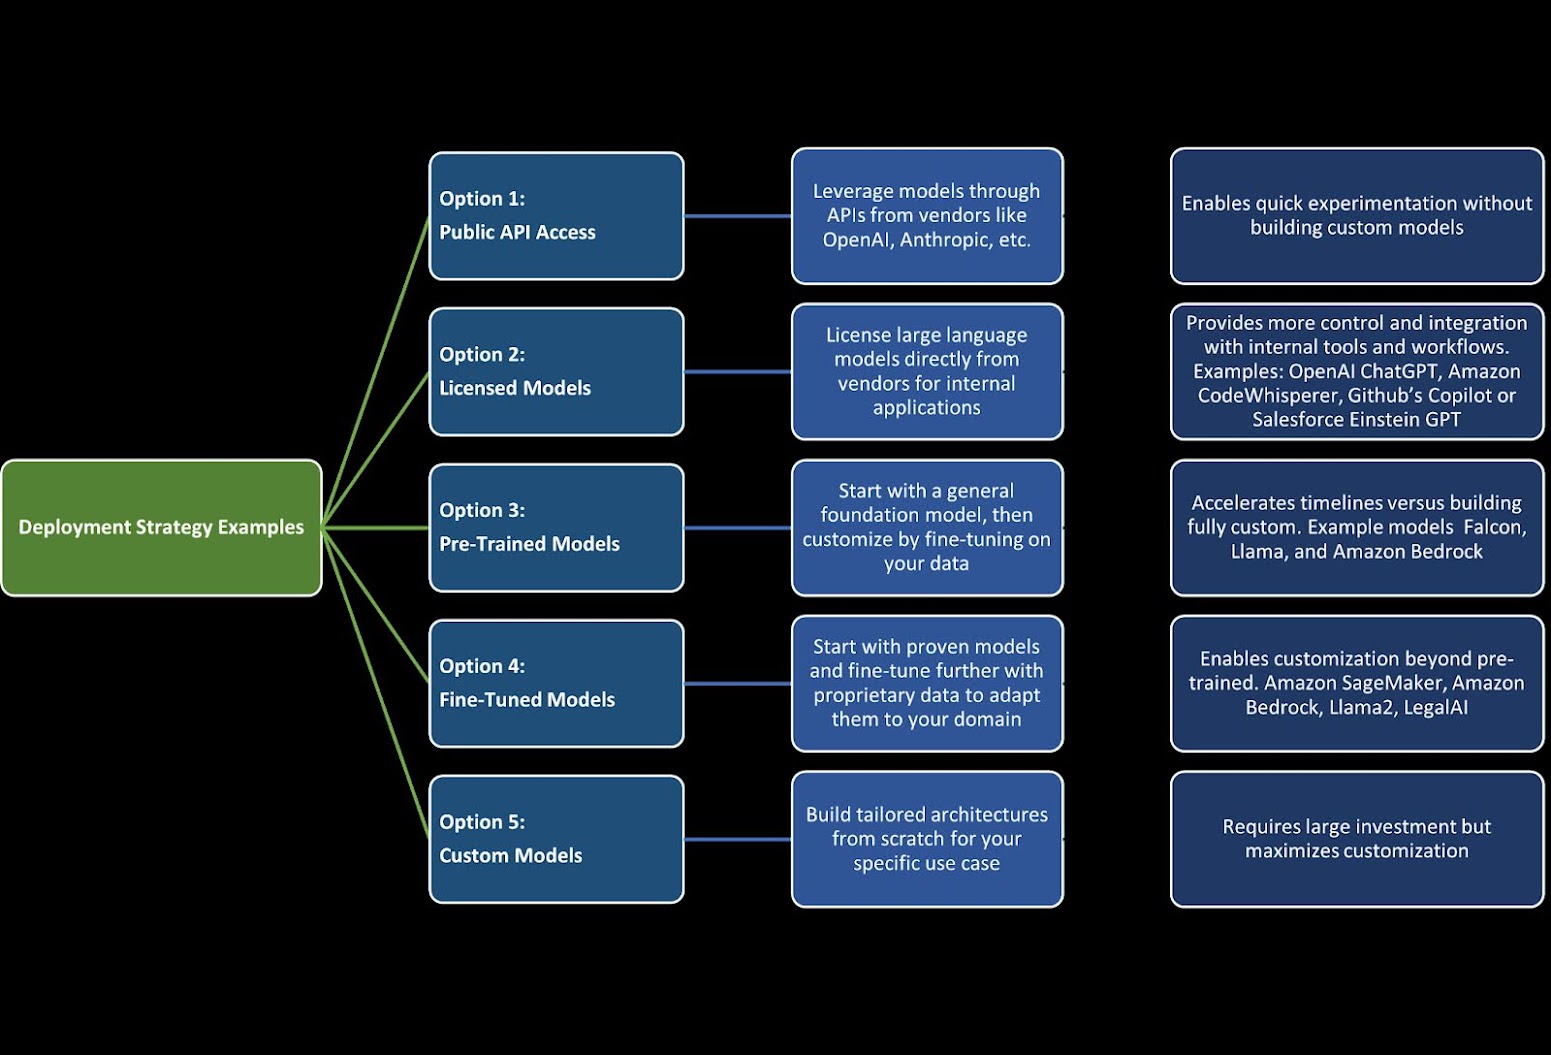 Deployment Strategy Examples
Option 1:
Public API Access
Leverage models through
APIs from vendors like
OpenAI, Anthropic, etc.
Enables quick experimentation without
building custom models
Option 2:
Licensed Models
License large language
models directly from
vendors for internal
applications
Provides more control and integration
with internal tools and workflows.
Examples: OpenAI ChatGPT, Amazon
CodeWhisperer, Github’s Copilot or
Salesforce Einstein GPT
Option 3:
Pre-Trained Models
Start with a general
foundation model, then
customize by fine-tuning on
your data
Accelerates timelines versus building
fully custom. Example models  Falcon,
Llama, and Amazon Bedrock
Option 4:
Fine-Tuned Models
Start with proven models
and fine-tune further with
proprietary data to adapt
them to your domain
Enables customization beyond pre-
trained. Amazon SageMaker, Amazon
Bedrock, Llama2, LegalAI
Option 5:
Custom Models
Build tailored architectures
from scratch for your
specific use case
Requires large investment but
maximizes customization